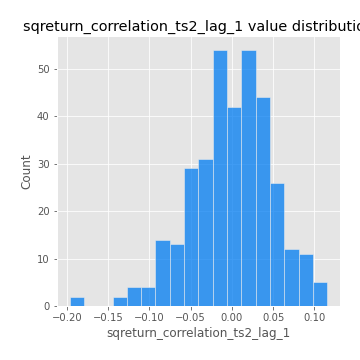 sqreturn_correlation_ts2_lag_1 value distributio
50
40
30
20
10
0
Count
−0.20 −0.15 −0.10 −0.05 0.00 0.05 0.10
sqreturn_correlation_ts2_lag_1